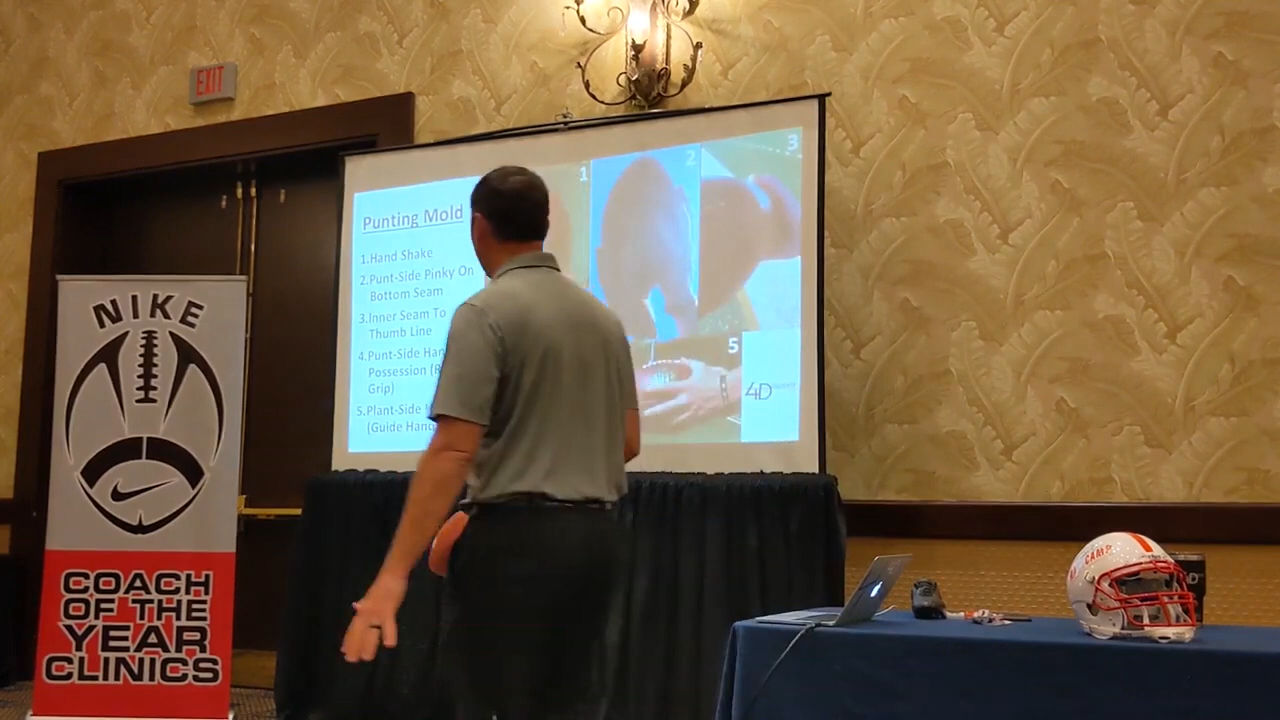 EXIT
NIKE
COACH
OF THE
YEAR
CLINICS
Punting Mold
1.Hand Shake
2.Punt-Side Pinky On
Bottom Seam
3.Inner Seam To
Thumb Line
4.Punt-Side
Possession
Grip)
5.Plant-Side
(Guide
1
2
3
5
4D
CAMP